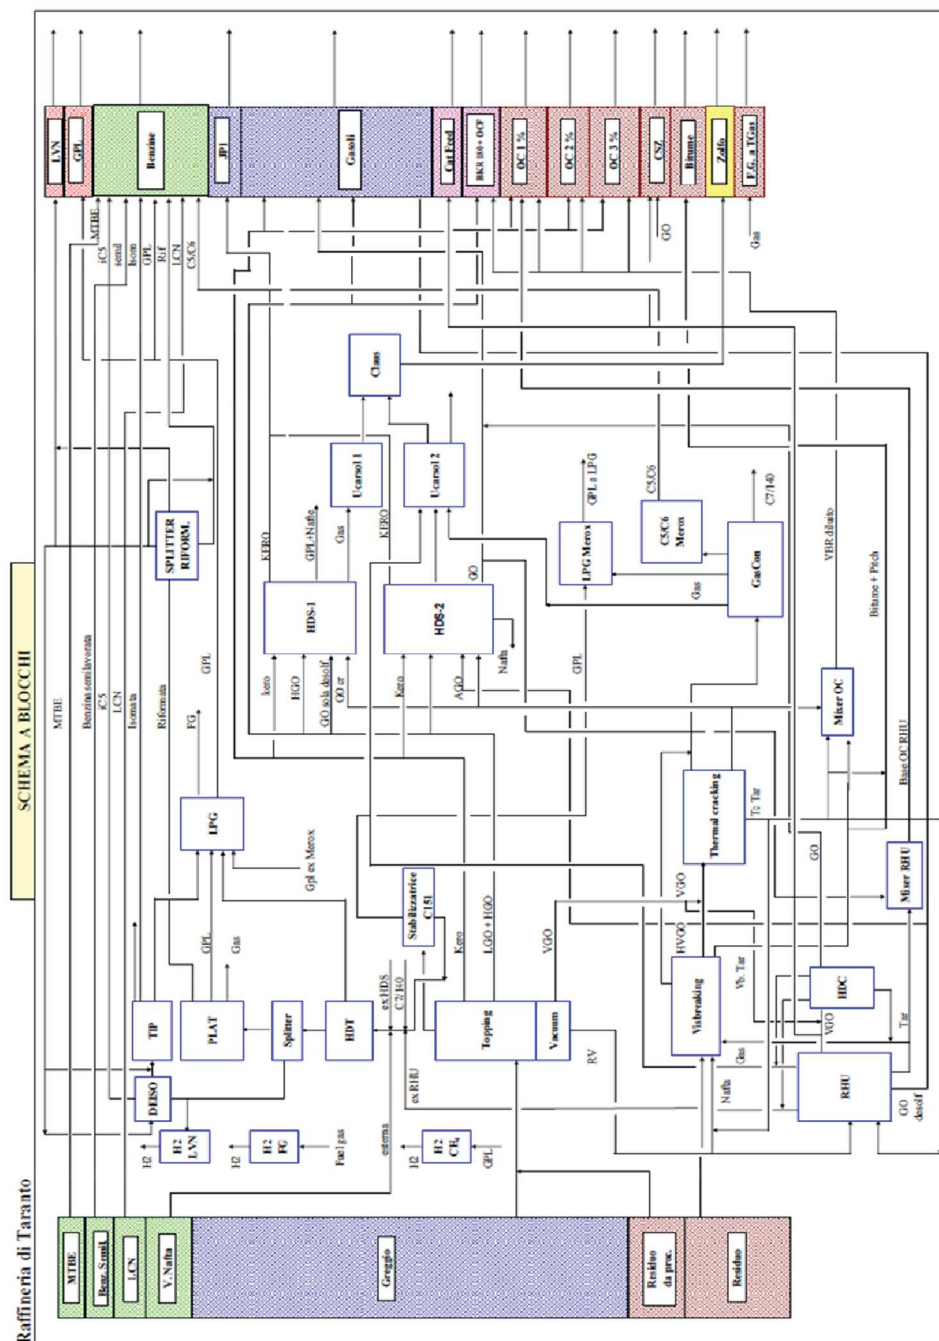 Raffineria di Taranto
SCHEMA A BLOCCHI
MTBE
Benz. Semil.
LCN
V. Nafta
Greggio
Residuo
da proc.
Residuo
H2
H2
LVN
H2
H2
FG
Fuel gas
H2
H2
CH4
GPL
esterna
DEISO
TIP
PLAT
Splitter
HDT
ex HDS
C7/140
ex RHU
Topping
Vacuum
RV
Stabilizzatrice
C151
Visbreaking
Nafta
Gas
RHU
GO
desolf
HDC
VGO
Tar
Mixer RHU
Base OC RHU
Thermal cracking
Tc Tar
VGO
HVGO
Vb. Tar
GO
Mixer OC
VBR diluito
Bitume + Pitch
MTBE
Benzina semilavorata
iC5
LCN
Isomata
Riformata
FG
GPL
LPG
GPL
Gas
Gpl ex Merox
Kero
LGO + HGO
VGO
SPLITTER
RIFORM.
kero
HGO
GO solo desolf
GO cr
HDS-1
KERO
GPL+Nafta
Gas
KERO
Kero
AGO
HDS-2
GO
Nafta
GPL
Ucarsol 1
Ucarsol 2
Claus
LPG Merox
GPL a LPG
C5/C6
Merox
C5/C6
GasCon
Gas
C7/140
MTBE
iC5
semil
Isom
GPL
Rif
LCN
C5/C6
GO
Gas
LVN
GPL
Benzine
JP1
Gasoli
Cat Feed
BKR 180 + OCF
OC 1 %
OC 2 %
OC 3 %
CSZ
Bitume
Zolfo
F.G. a TGas